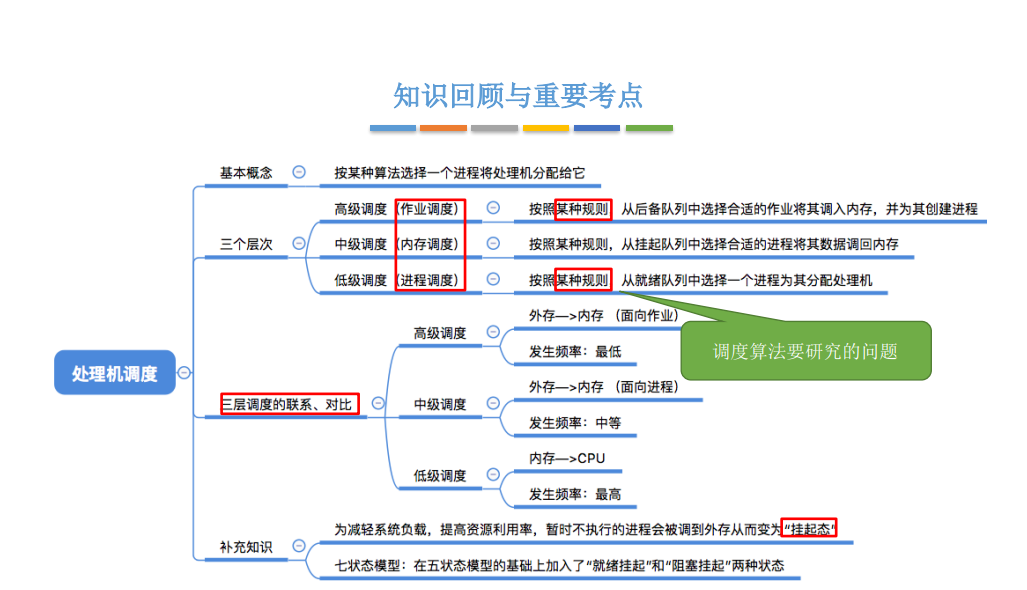 知识回顾与重要考点
处理机调度
基本概念
按某种算法选择一个进程将处理机分配给它
三个层次
高级调度（作业调度）
按照某种规则，从后备队列中选择合适的作业将其调入内存，并为其创建进程
中级调度（内存调度）
按照某种规则，从挂起队列中选择合适的进程将其数据调回内存
低级调度（进程调度）
按照某种规则，从就绪队列中选择一个进程为其分配处理机
调度算法要研究的问题
三层调度的联系、对比
高级调度
外存—>内存 （面向作业）
发生频率：最低
中级调度
外存—>内存 （面向进程）
发生频率：中等
低级调度
内存—>CPU
发生频率：最高
补充知识
为减轻系统负载，提高资源利用率，暂时不执行的进程会被调到外存从而变为“挂起态”
七状态模型：在五状态模型的基础上加入了“就绪挂起”和“阻塞挂起”两种状态